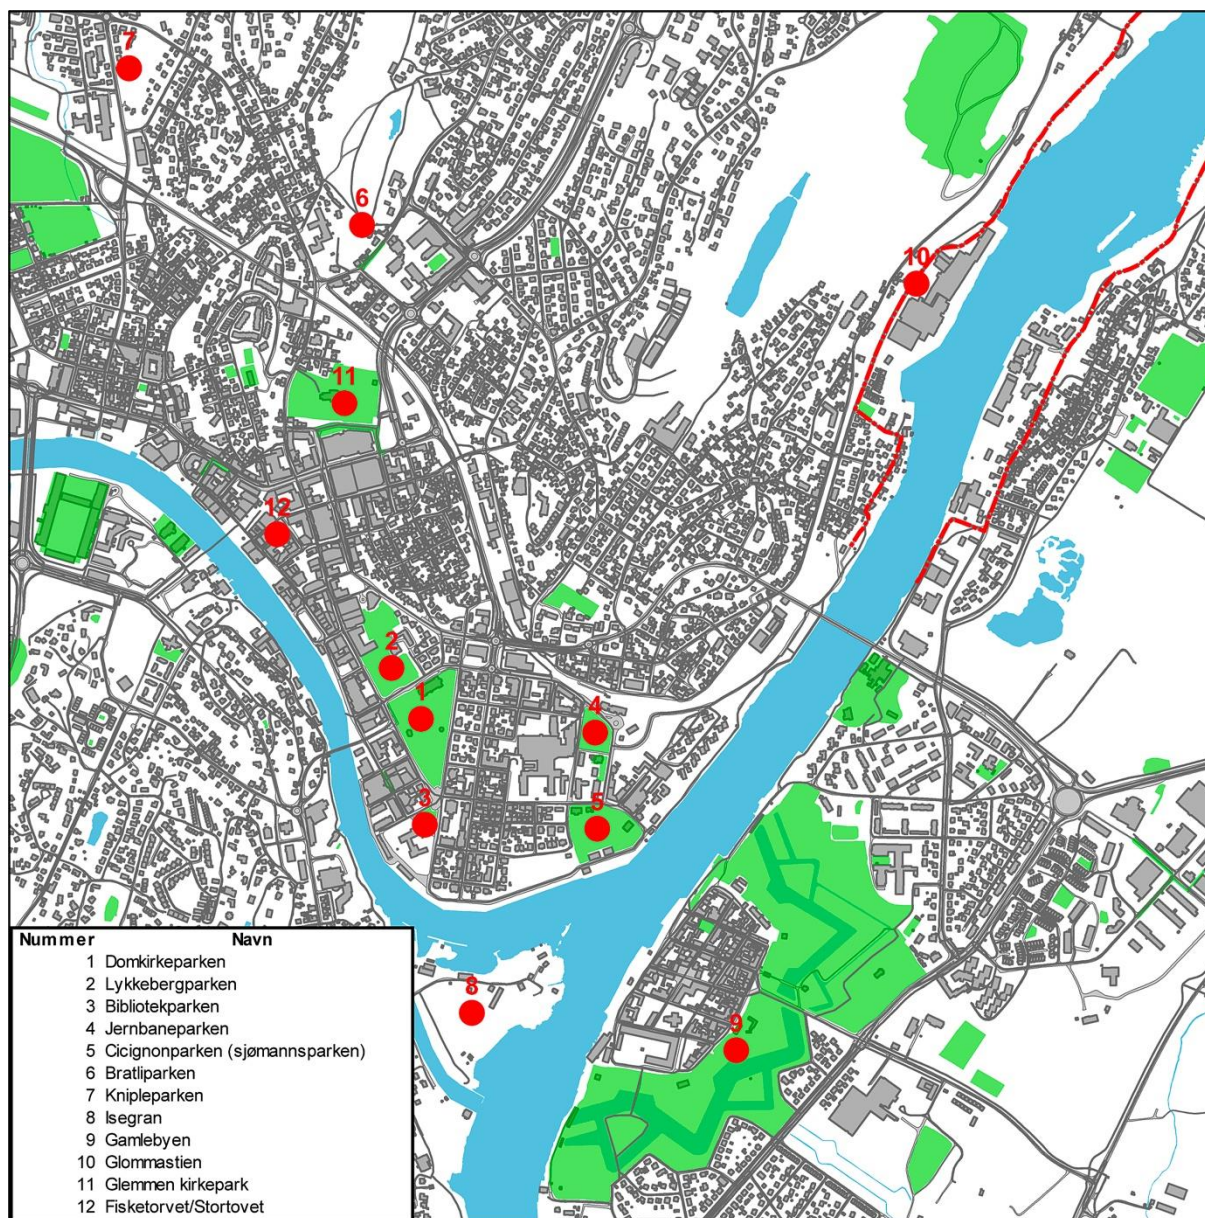 7
6
10
11
12
2
1
4
3
5
8
9
Nummer Navn
1 Domkirkeparken
2 Lykkebergparken
3 Bibliotekparken
4 Jernbaneparken
5 Cicignonparken (sjømannsparken)
6 Bratliparken
7 Knipleparken
8 Isegran
9 Gamlebyen
10 Glommastien
11 Glemmen kirkepark
12 Fisketorvet/Stortovet